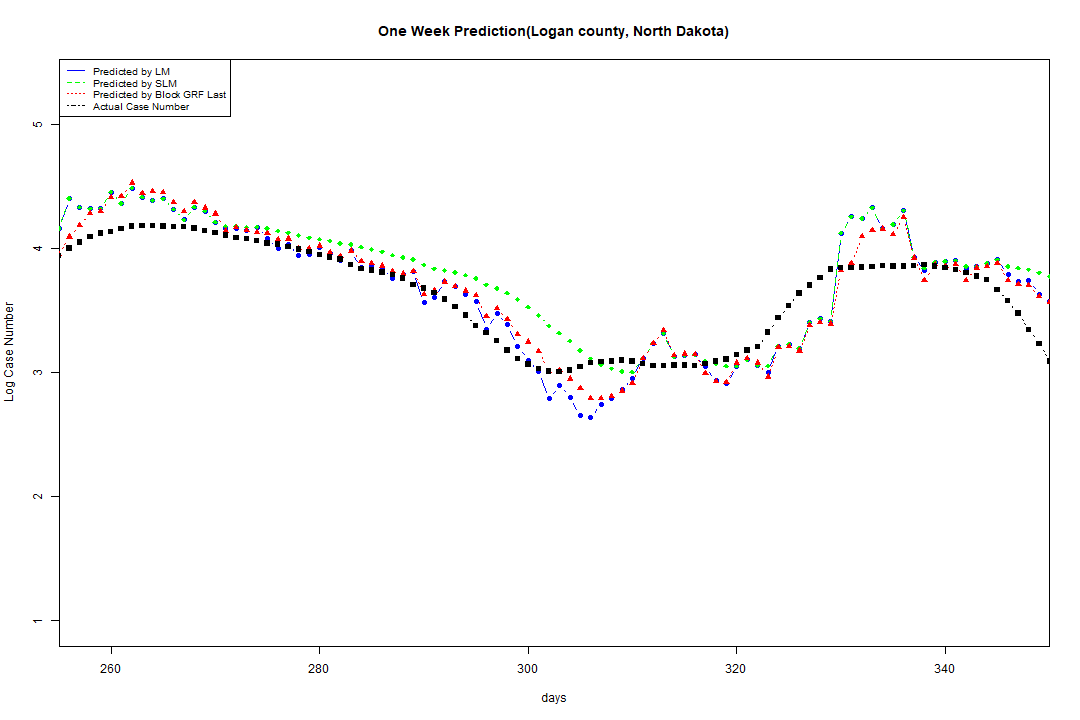 One Week Prediction(Logan county, North Dakota)
Predicted by LM
Predicted by SLM
Predicted by Block GRF Last
Actual Case Number
5
4
3
2
1
Log Case Number
260 280 300 320 340
days